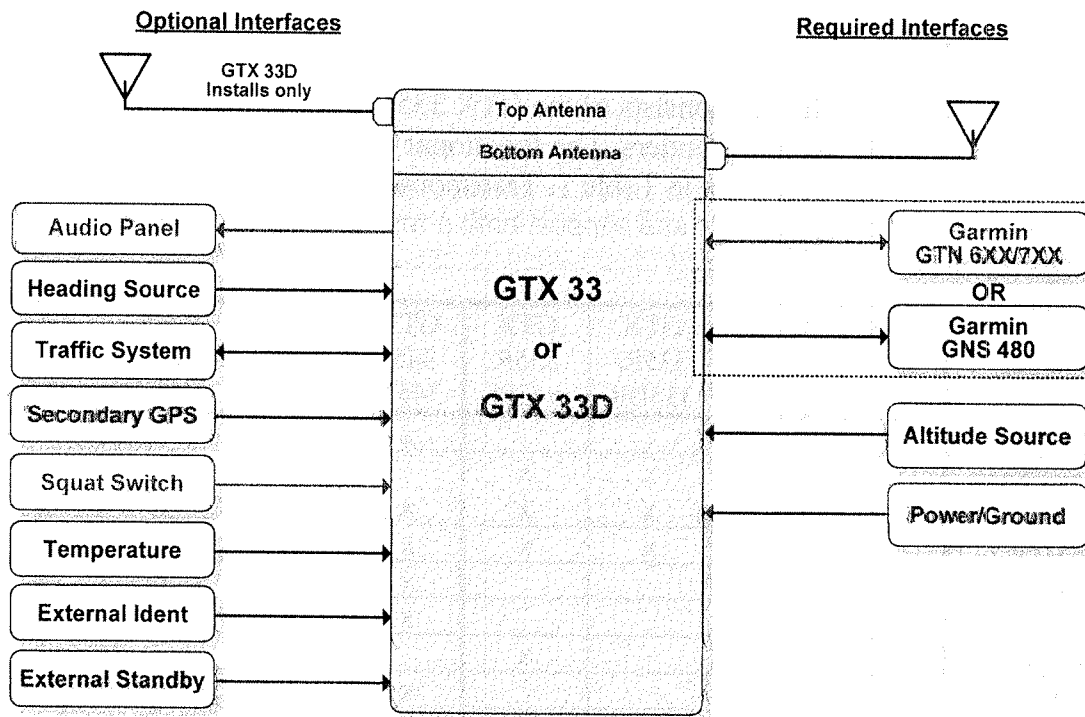 Optional Interfaces
Required Interfaces
GTX 33D
Installs only
Top Antenna
Bottom Antenna
Audio Panel
Heading Source
Traffic System
Secondary GPS
Squat Switch
Temperature
External Ident
External Standby
GTX 33
or
GTX 33D
Garmin
GTN 6XX/7XX
OR
Garmin
GNS 480
Altitude Source
Power/Ground